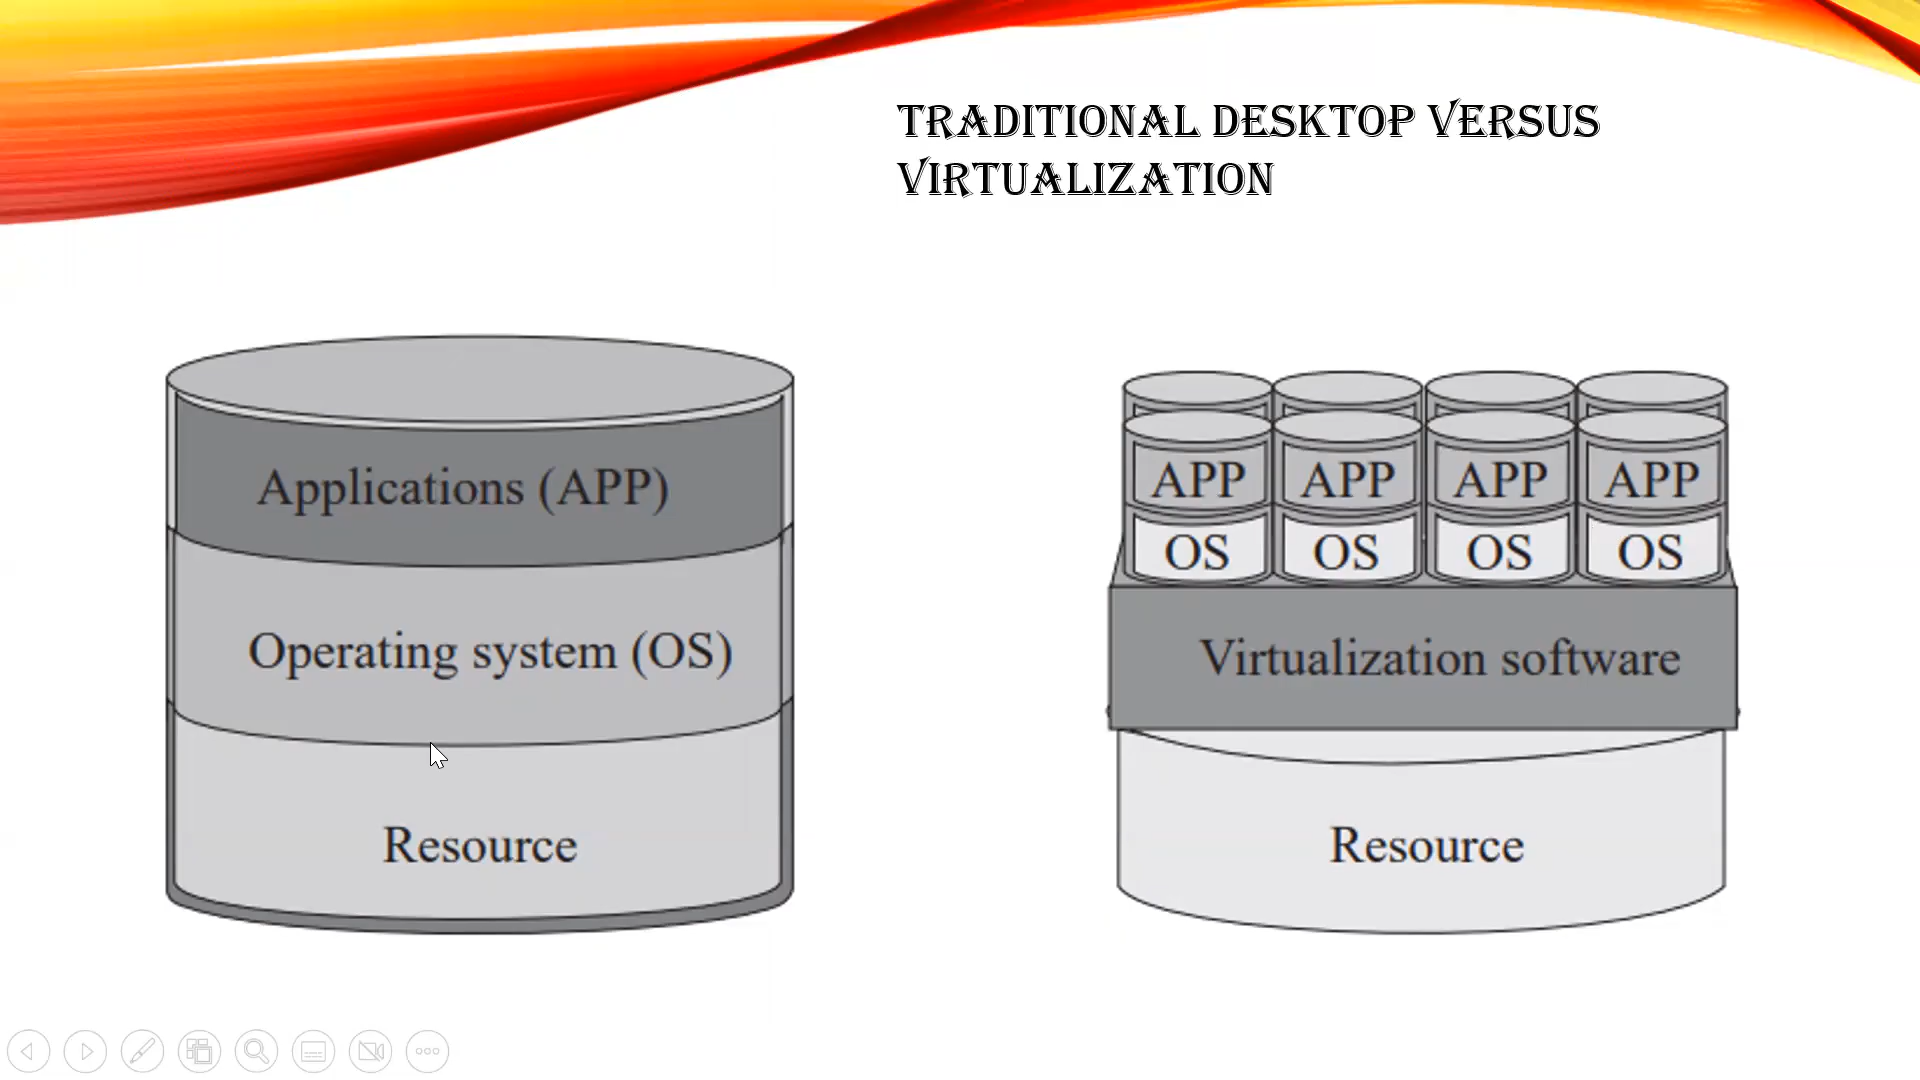 TRADITIONAL DESKTOP VERSUS
VIRTUALIZATION
Applications (APP)
Operating system (OS)
Resource
APP APP APP APP
OS OS OS OS
Virtualization software
Resource